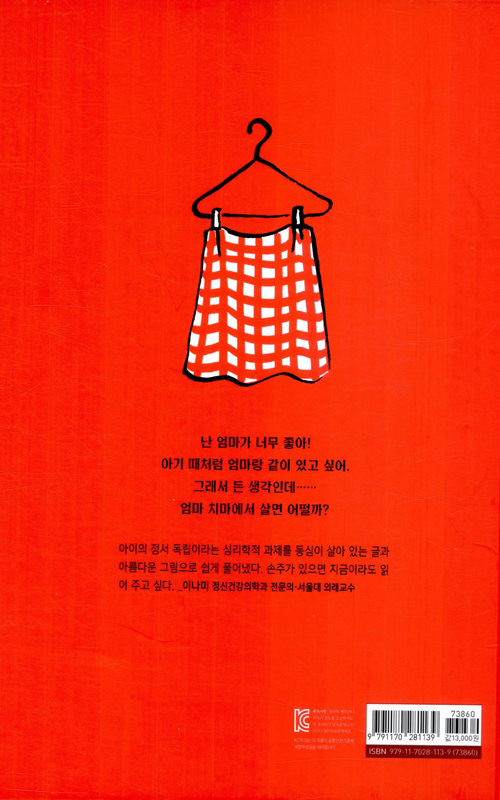 난 엄마가 너무 좋아!
아기 때처럼 엄마랑 같이 있고 싶어.
그래서 든 생각인데……
엄마 치마에서 살면 어떨까?
아이의 정서 독립이라는 심리학적 과제를 동심이 살아 있는 글과
아름다운 그림으로 쉽게 풀어냈다. 손주가 있으면 지금이라도 읽
어 주고 싶다. _이나미 정신건강의학과 전문의·서울대 외래교수
73860
9 791170 281139
값13,000원
ISBN 979-11-7028-113-9 (73860)